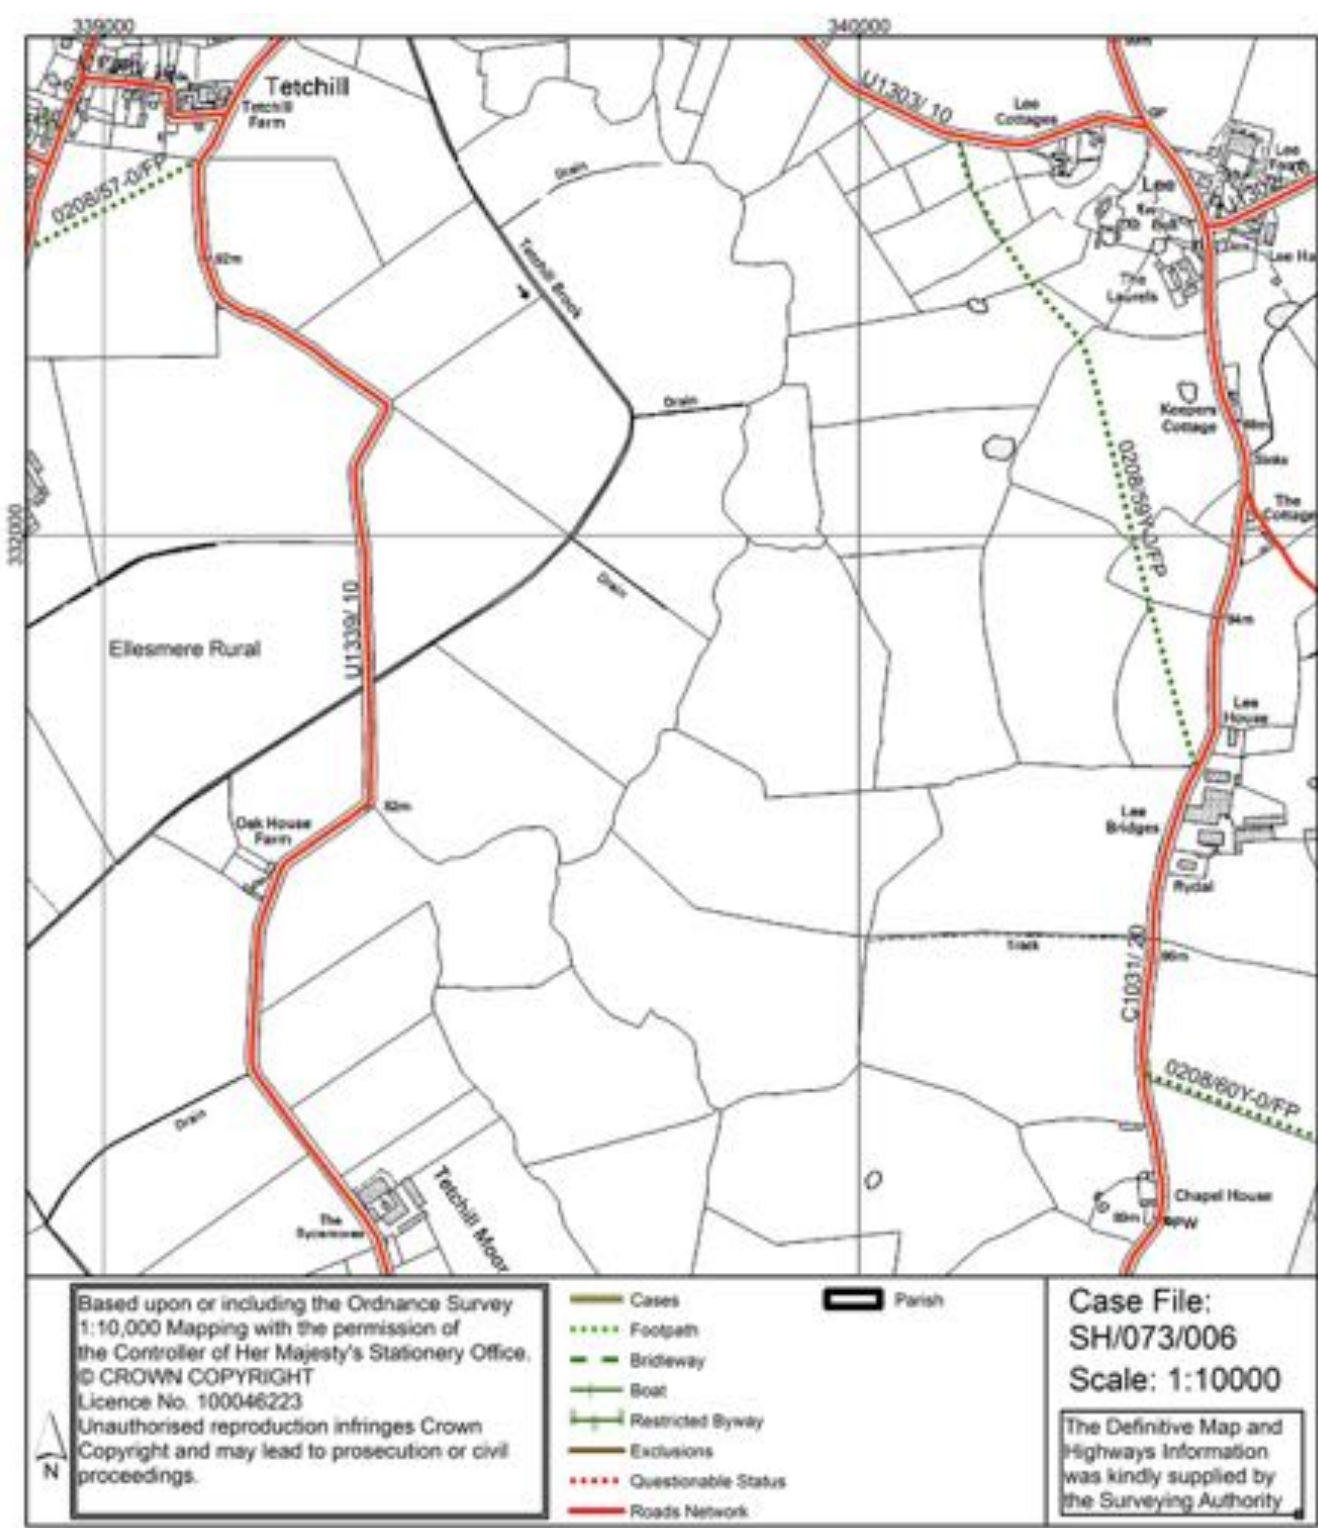 339000
340000
Tetchill
Tetchill
Farm
U1303/ 10
Lee
Cottages
GP
Lee
Drain
0208/57-0/FP
Lee
The
Laurels
92m
Tetchill Brook
Drain
Keepers
Cottage
0208/59Y-0/FP
The
Cottage
332000
Drain
Ellesmere Rural
U1339/ 10
94m
Lee
House
92m
Oak House
Farm
Lee
Bridges
Rydal
Track
C1031/ 20
0208/60Y-0/FP
Drain
Tetchill Moor
The
Sycamores
Chapel House
Based upon or including the Ordnance Survey
1:10,000 Mapping with the permission of
the Controller of Her Majesty's Stationery Office.
© CROWN COPYRIGHT
Licence No. 100046223
Unauthorised reproduction infringes Crown
Copyright and may lead to prosecution or civil
proceedings.
N
Cases
Footpath
Bridleway
Boat
Restricted Byway
Exclusions
Questionable Status
Roads Network
Parish
Case File:
SH/073/006
Scale: 1:10000
The Definitive Map and
Highways Information
was kindly supplied by
the Surveying Authority